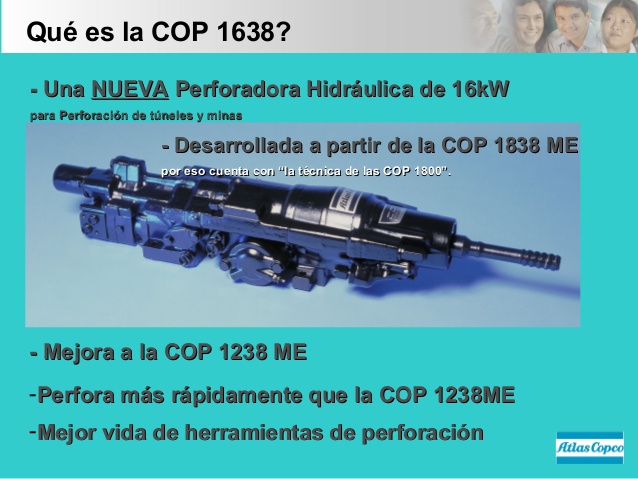 Qué es la COP 1638?
- Una NUEVA Perforadora Hidráulica de 16kW
para Perforación de túneles y minas
- Desarrollada a partir de la COP 1838 ME
por eso cuenta con “la técnica de las COP 1800”.
Atlas Copco
- Mejora a la COP 1238 ME
-Perfora más rápidamente que la COP 1238ME
-Mejor vida de herramientas de perforación
Atlas Copco